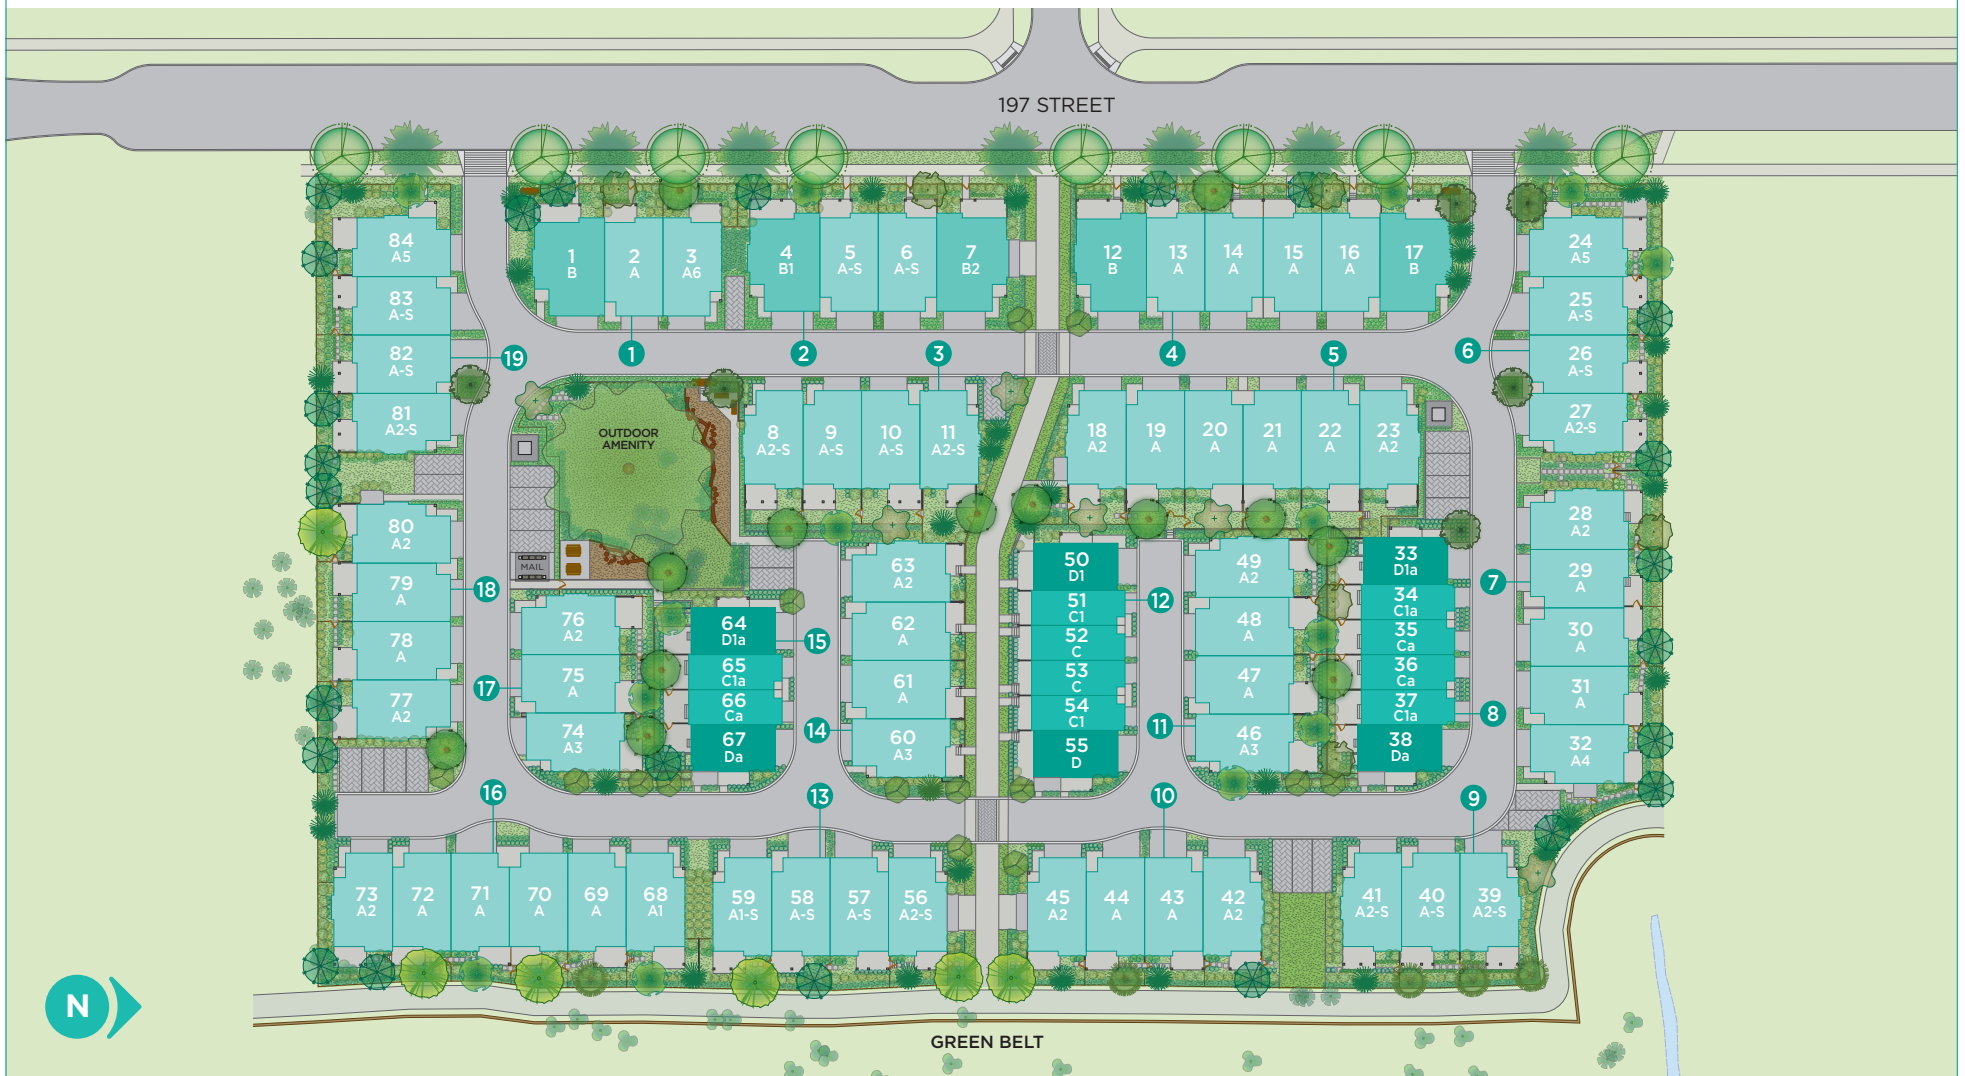 197 STREET
84
A5
83
A-S
82
A-S
81
A2-S
1
B
2
A
3
A6
4
B1
5
A-S
6
A-S
7
B2
12
B
13
A
14
A
15
A
16
A
17
B
24
A5
25
A-S
26
A-S
27
A2-S
19
1
2
3
4
5
6
OUTDOOR
AMENITY
8
A2-S
9
A-S
10
A-S
11
A2-S
18
A2
19
A
20
A
21
A
22
A
23
A2
80
A2
79
A
78
A
77
A2
18
17
MAIL
76
A2
75
A
74
A3
64
D1a
65
C1a
66
Ca
67
Da
15
14
63
A2
62
A
61
A
60
A3
50
D1
51
C1
52
C
53
C
54
C1
55
D
12
11
49
A2
48
A
47
A
46
A3
33
D1a
34
C1a
35
Ca
36
Ca
37
C1a
38
Da
7
8
28
A2
29
A
30
A
31
A
32
A4
16
13
10
9
73
A2
72
A
71
A
70
A
69
A
68
A1
59
A1-S
58
A-S
57
A-S
56
A2-S
45
A2
44
A
43
A
42
A2
41
A2-S
40
A-S
39
A2-S
N
GREEN BELT